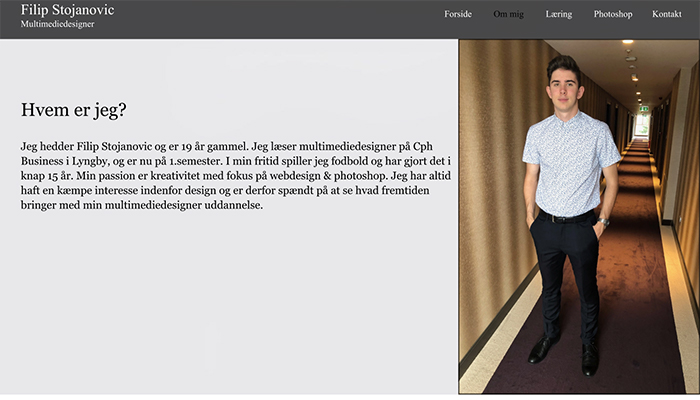 Filip Stojanovic
Multimediedesigner
Forside Om mig Læring Photoshop Kontakt
Hvem er jeg?
Jeg hedder Filip Stojanovic og er 19 år gammel. Jeg læser multimediedesigner på Cph
Business i Lyngby, og er nu på 1.semester. I min fritid spiller jeg fodbold og har gjort det i
knap 15 år. Min passion er kreativitet med fokus på webdesign & photoshop. Jeg har altid
haft en kæmpe interesse indenfor design og er derfor spændt på at se hvad fremtiden
bringer med min multimediedesigner uddannelse.